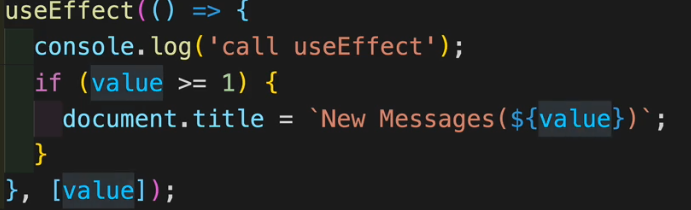 useEffect(() => {
console.log('call useEffect');
if (value >= 1) {
document.title = `New Messages(${value})`;
}
}, [value]);